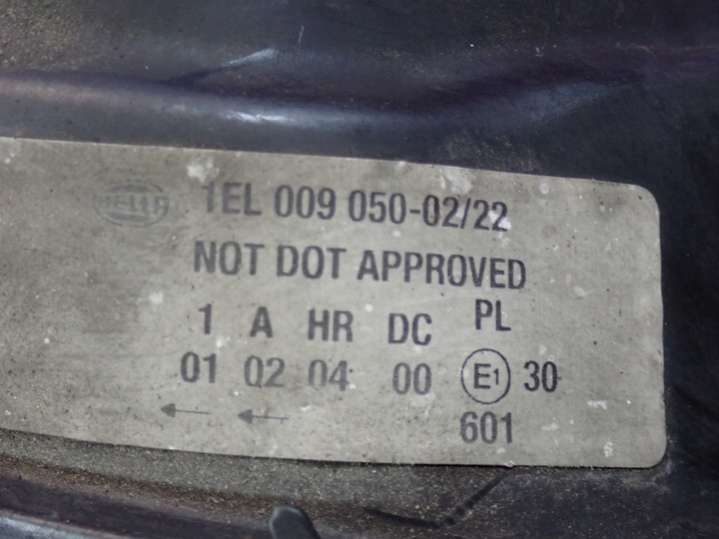 HELLA 1EL 009 050-02/22
NOT DOT APPROVED
1 A HR DC PL
01 02 04 00 E1 30
601